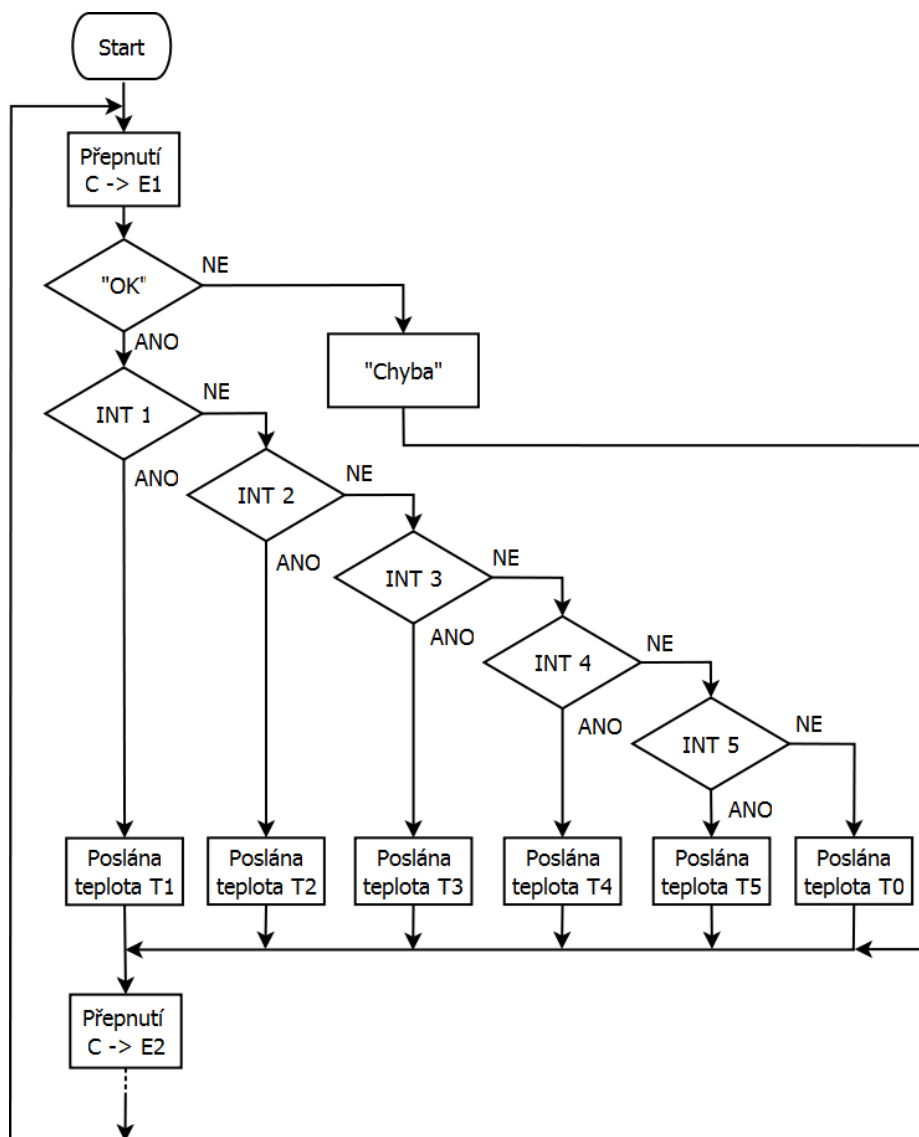 Start
Přepnutí
C -> E1
"OK"
NE
ANO
"Chyba"
INT 1
NE
ANO
INT 2
NE
ANO
INT 3
NE
ANO
INT 4
NE
ANO
INT 5
NE
ANO
Poslána
teplota T1
Poslána
teplota T2
Poslána
teplota T3
Poslána
teplota T4
Poslána
teplota T5
Poslána
teplota T0
Přepnutí
C -> E2